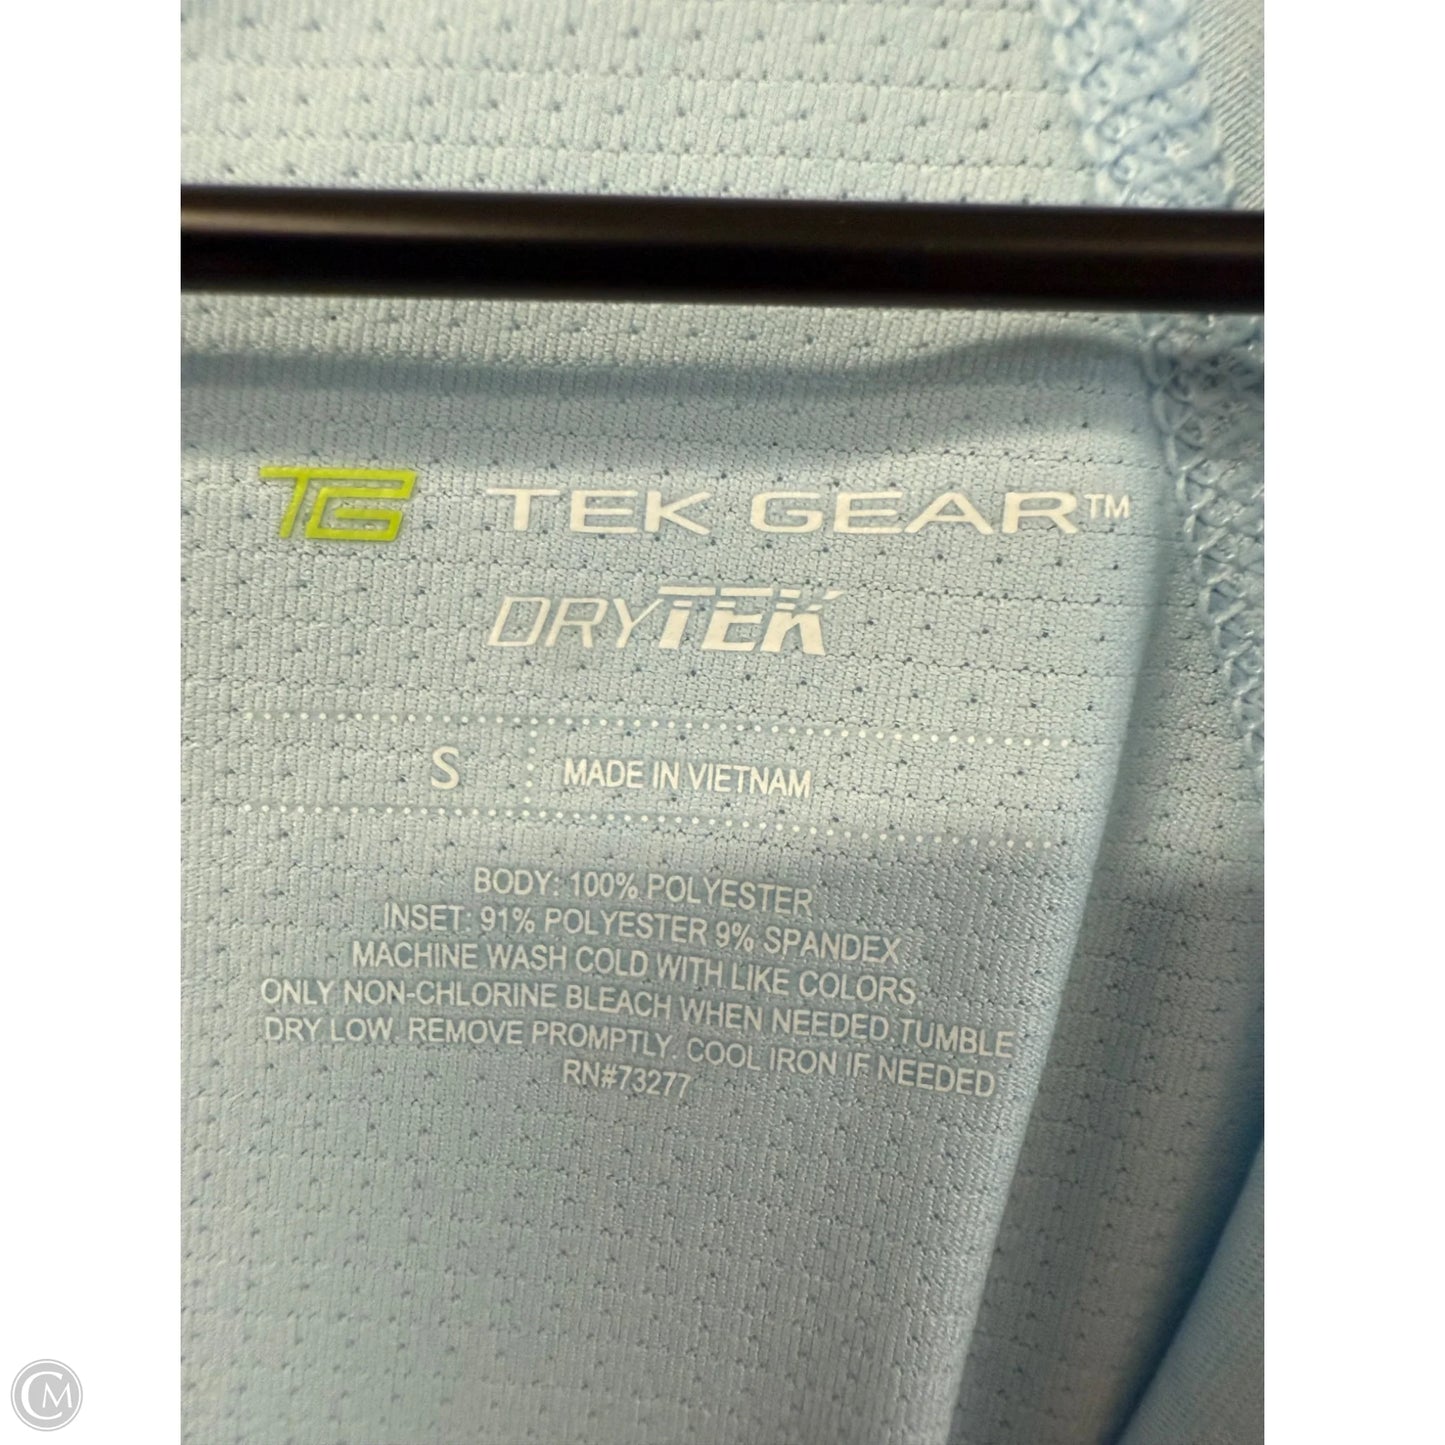 TG TEK GEAR™
DRYTEK
S MADE IN VIETNAM
BODY: 100% POLYESTER
INSET: 91% POLYESTER 9% SPANDEX
MACHINE WASH COLD WITH LIKE COLORS.
ONLY NON-CHLORINE BLEACH WHEN NEEDED.TUMBLE
DRY LOW. REMOVE PROMPTLY. COOL IRON IF NEEDED
RN#73277
CM